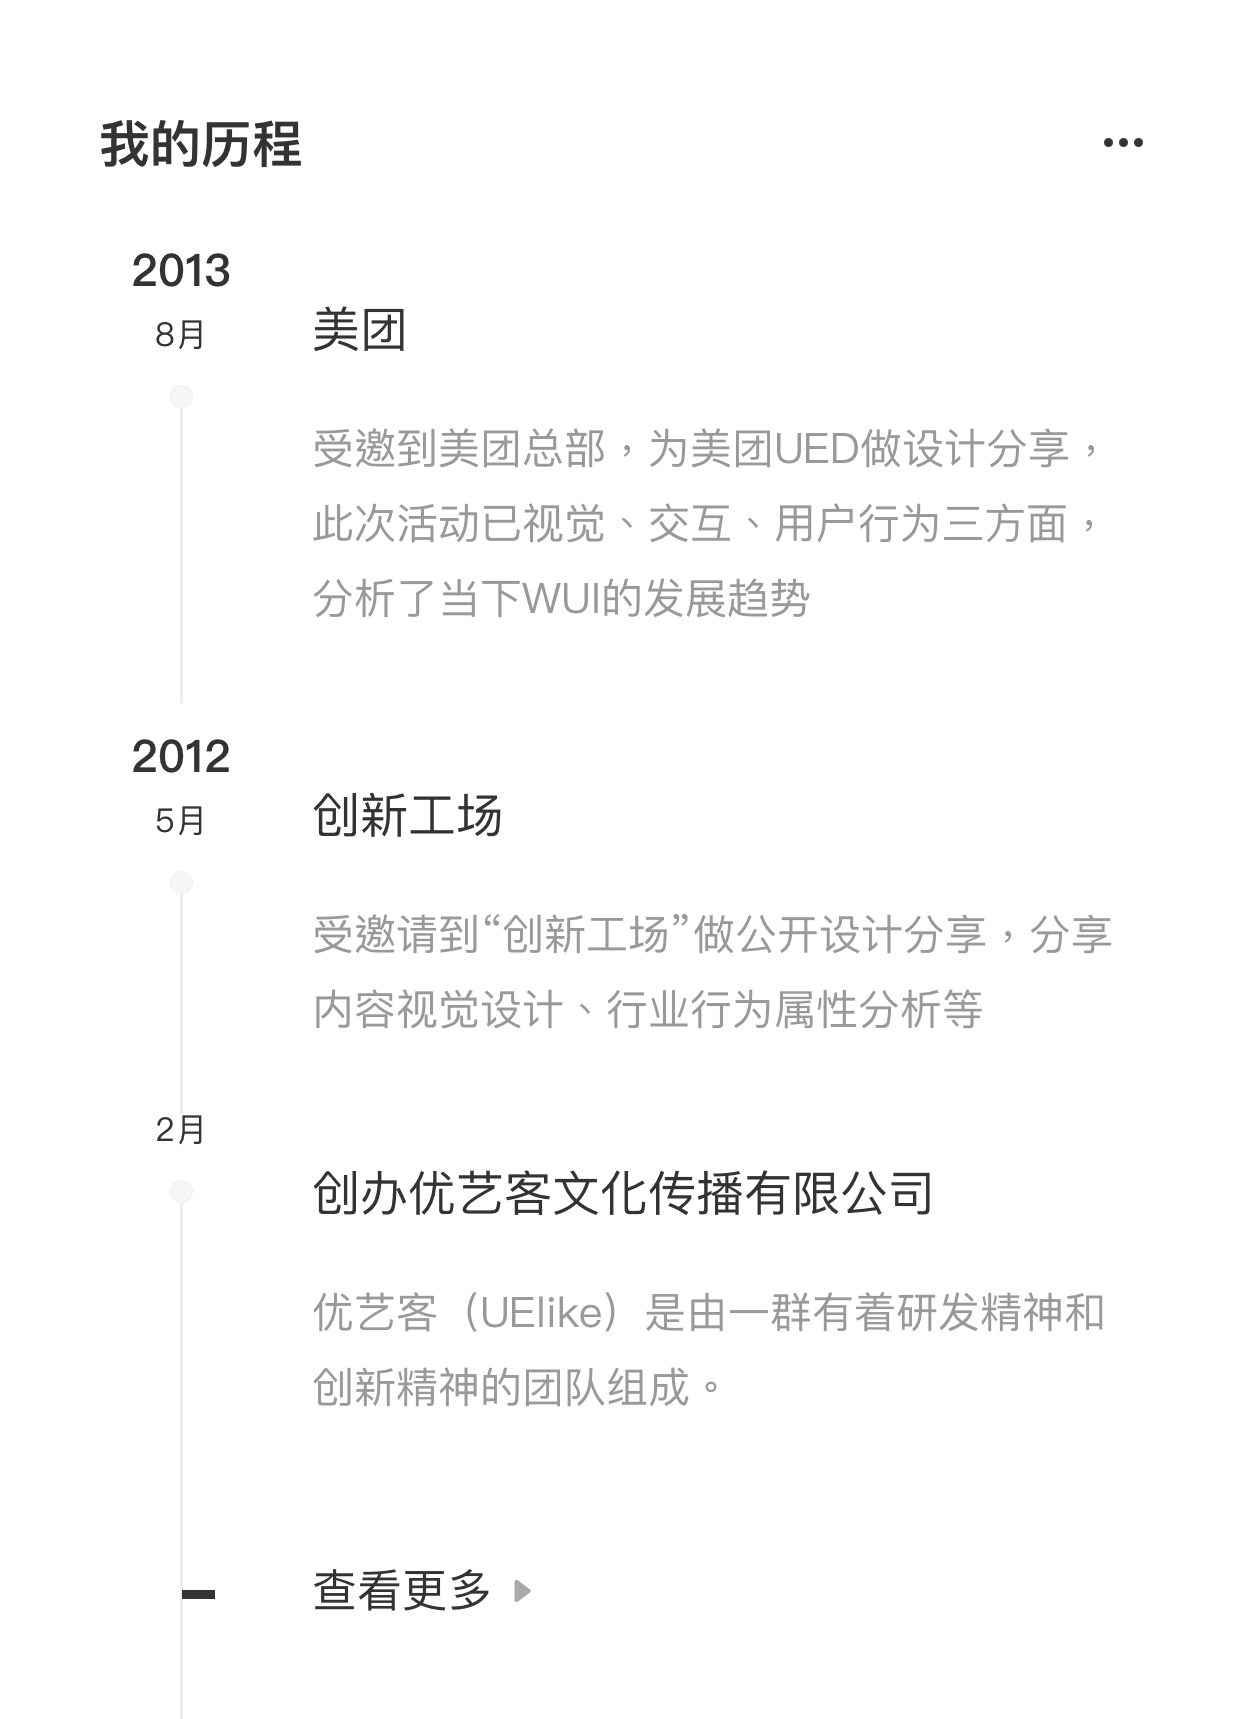 我的历程
2013
8月
美团
受邀到美团总部，为美团UED做设计分享，
此次活动已视觉、交互、用户行为三方面，
分析了当下WUI的发展趋势
2012
5月
创新工场
受邀请到“创新工场”做公开设计分享，分享
内容视觉设计、行业行为属性分析等
2月
创办优艺客文化传播有限公司
优艺客（UElike）是由一群有着研发精神和
创新精神的团队组成。
查看更多